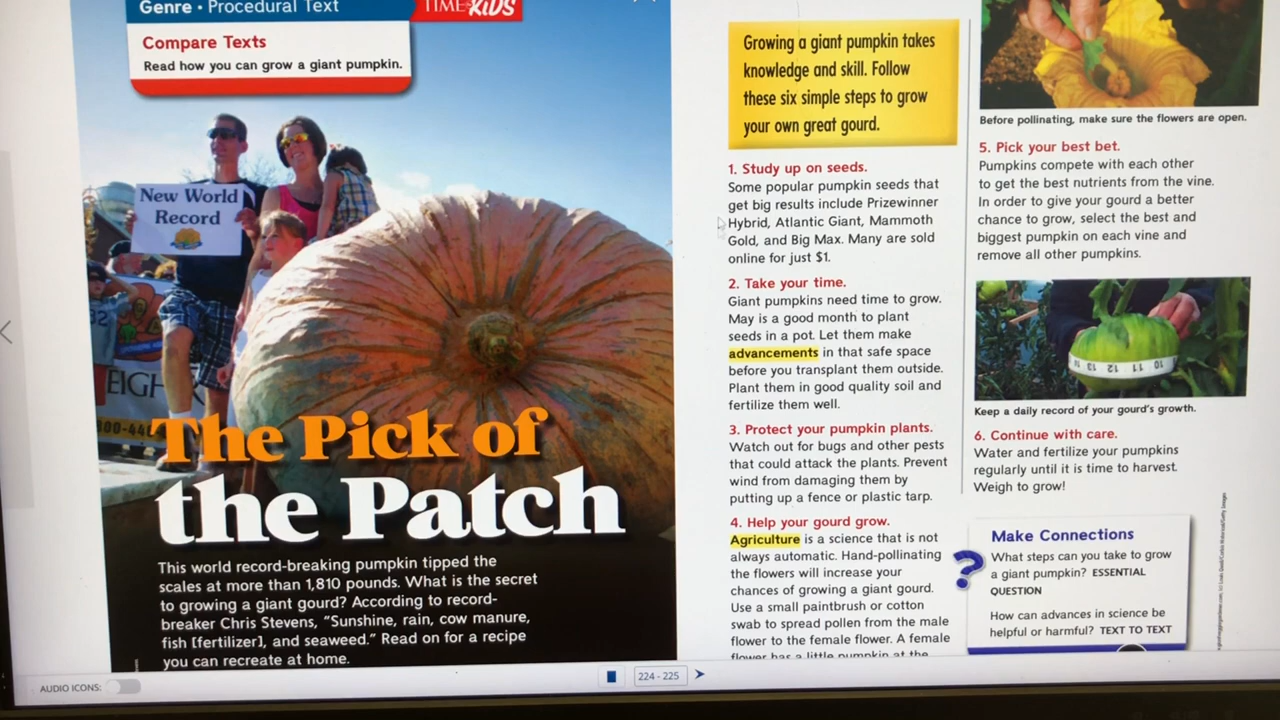 Genre • Procedural Text
TIME for KIDS
Compare Texts
Read how you can grow a giant pumpkin.
New World
Record
EIGH
800-440
The Pick of
the Patch
This world record-breaking pumpkin tipped the
scales at more than 1,810 pounds. What is the secret
to growing a giant gourd? According to record-
breaker Chris Stevens, “Sunshine, rain, cow manure,
fish [fertilizer], and seaweed.” Read on for a recipe
you can recreate at home.
Growing a giant pumpkin takes
knowledge and skill. Follow
these six simple steps to grow
your own great gourd.
1. Study up on seeds.
Some popular pumpkin seeds that
get big results include Prizewinner
Hybrid, Atlantic Giant, Mammoth
Gold, and Big Max. Many are sold
online for just $1.
2. Take your time.
Giant pumpkins need time to grow.
May is a good month to plant
seeds in a pot. Let them make
advancements in that safe space
before you transplant them outside.
Plant them in good quality soil and
fertilize them well.
3. Protect your pumpkin plants.
Watch out for bugs and other pests
that could attack the plants. Prevent
wind from damaging them by
putting up a fence or plastic tarp.
4. Help your gourd grow.
Agriculture is a science that is not
always automatic. Hand-pollinating
the flowers will increase your
chances of growing a giant gourd.
Use a small paintbrush or cotton
swab to spread pollen from the male
flower to the female flower. A female
flower has a little pumpkin at the
Before pollinating, make sure the flowers are open.
5. Pick your best bet.
Pumpkins compete with each other
to get the best nutrients from the vine.
In order to give your gourd a better
chance to grow, select the best and
biggest pumpkin on each vine and
remove all other pumpkins.
14 13 12 11 10
Keep a daily record of your gourd’s growth.
6. Continue with care.
Water and fertilize your pumpkins
regularly until it is time to harvest.
Weigh to grow!
Make Connections
?
What steps can you take to grow
a giant pumpkin? ESSENTIAL
QUESTION
How can advances in science be
helpful or harmful? TEXT TO TEXT
AUDIO ICONS:
224 - 225